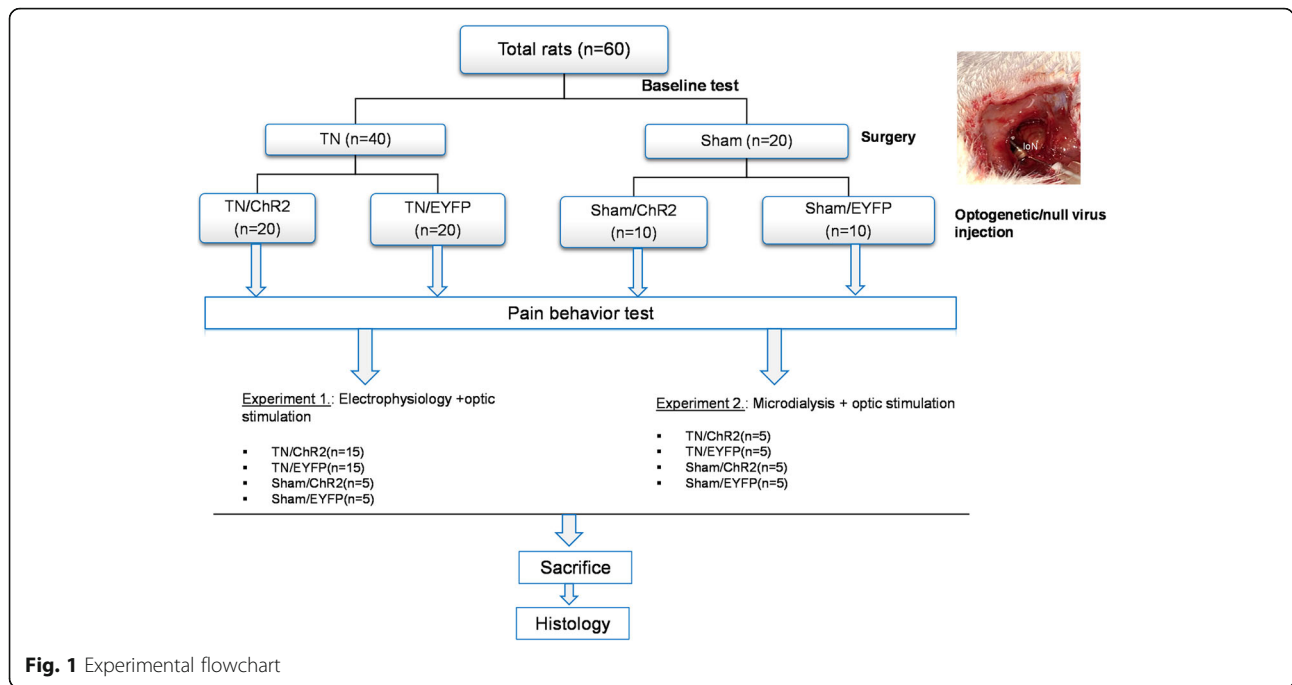 Total rats (n=60)
Baseline test
TN (n=40)
Sham (n=20)
Surgery
IoN
TN/ChR2
(n=20)
TN/EYFP
(n=20)
Sham/ChR2
(n=10)
Sham/EYFP
(n=10)
Optogenetic/null virus
injection
Pain behavior test
Experiment 1.: Electrophysiology +optic
stimulation
▪ TN/ChR2(n=15)
▪ TN/EYFP(n=15)
▪ Sham/ChR2(n=5)
▪ Sham/EYFP(n=5)
Experiment 2.: Microdialysis + optic stimulation
▪ TN/ChR2(n=5)
▪ TN/EYFP(n=5)
▪ Sham/ChR2(n=5)
▪ Sham/EYFP(n=5)
Sacrifice
Histology
Fig. 1 Experimental flowchart